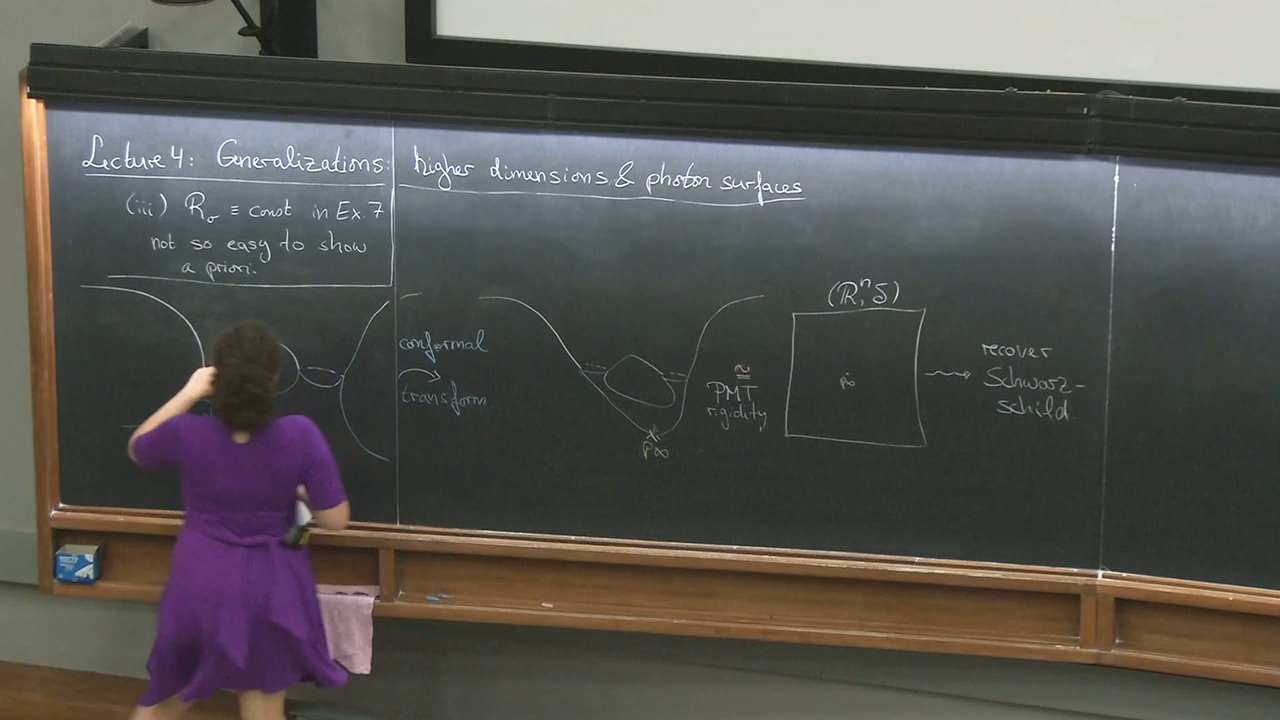 Lecture 4: Generalizations: higher dimensions & photon surfaces
(iii) Rσ ≡ const in Ex. 7
not so easy to show
a priori.
conformal
transform
p∞
≅
PMT
rigidity
(ℝⁿ, δ)
p∞
recover
Schwarz-
schild